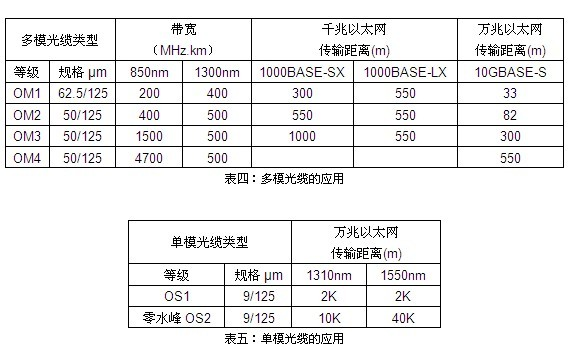 多模光缆类型 带宽 千兆以太网 万兆以太网
(MHz.km) 传输距离(m) 传输距离(m)
等级 规格 μm 850nm 1300nm 1000BASE-SX 1000BASE-LX 10GBASE-S
OM1 62.5/125 200 400 300 550 33
OM2 50/125 400 500 550 550 82
OM3 50/125 1500 500 1000 550 300
OM4 50/125 4700 500 550
表四：多模光缆的应用
单模光缆类型 万兆以太网
传输距离(m)
等级 规格 μm 1310nm 1550nm
OS1 9/125 2K 2K
零水峰 OS2 9/125 10K 40K
表五：单模光缆的应用